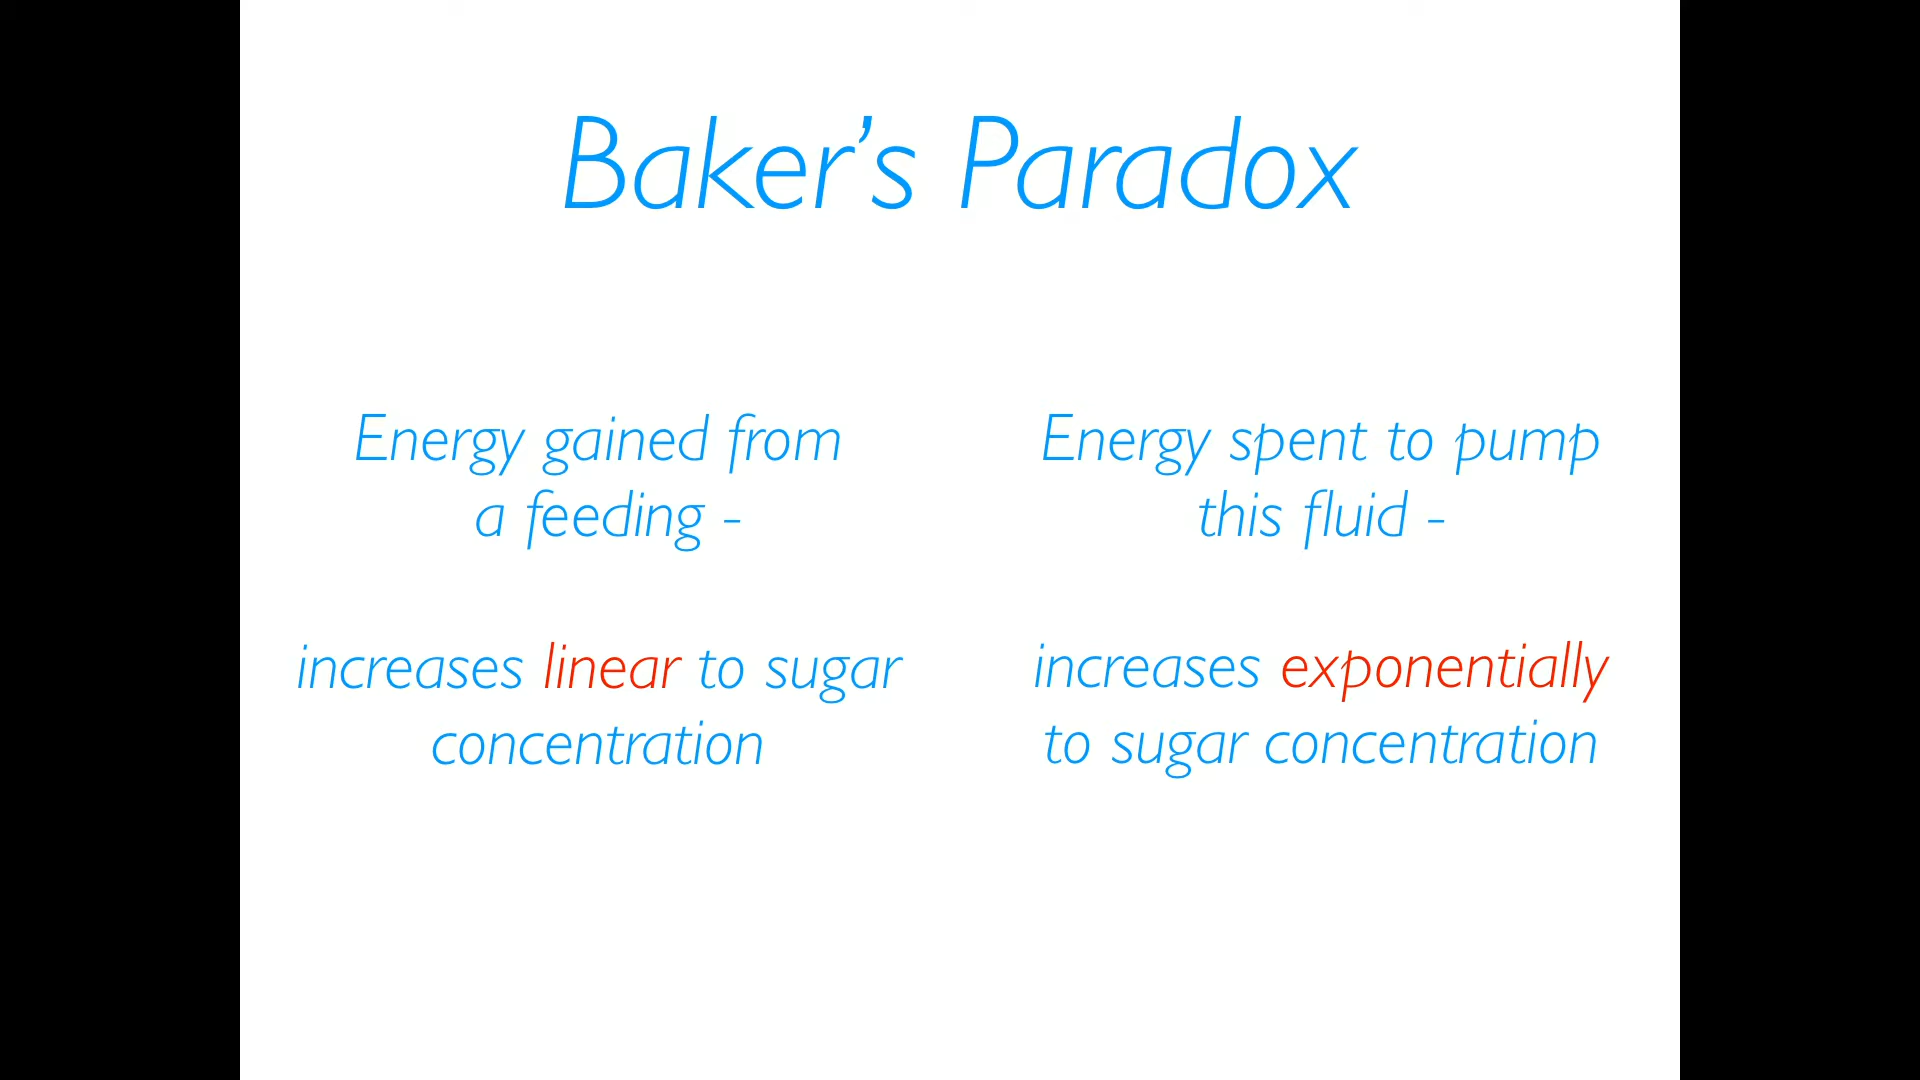 Baker’s Paradox
Energy gained from
a feeding -
increases linear to sugar
concentration
Energy spent to pump
this fluid -
increases exponentially
to sugar concentration